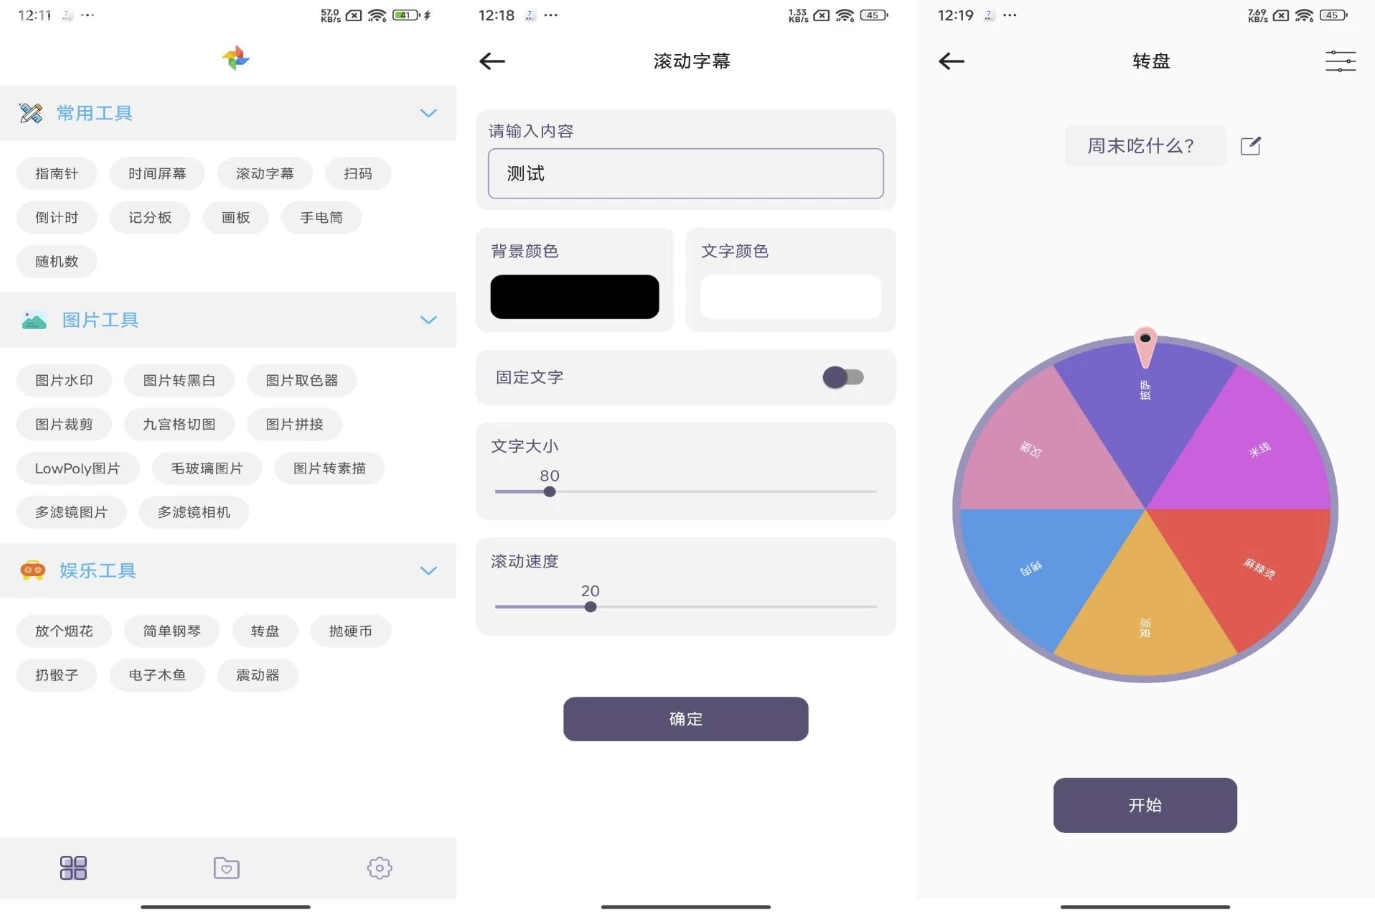 12:11
57.0
KB/s
41
常用工具
指南针 时间屏幕 滚动字幕 扫码
倒计时 记分板 画板 手电筒
随机数
图片工具
图片水印 图片转黑白 图片取色器
图片裁剪 九宫格切图 图片拼接
LowPoly图片 毛玻璃图片 图片转素描
多滤镜图片 多滤镜相机
娱乐工具
放个烟花 简单钢琴 转盘 抛硬币
扔骰子 电子木鱼 震动器
12:18
1.33
KB/s
45
滚动字幕
请输入内容
测试
背景颜色 文字颜色
固定文字
文字大小
80
滚动速度
20
确定
12:19
7.69
KB/s
45
转盘
周末吃什么？
米线
麻辣烫
凉皮
烤肉
开始